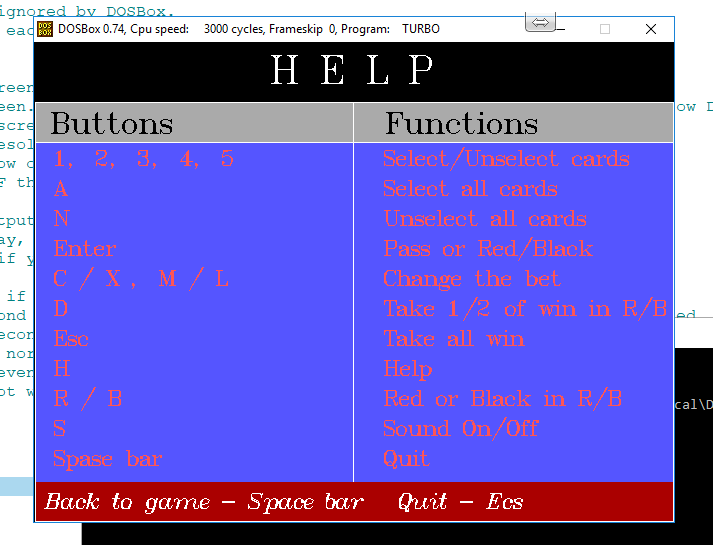 ignored by DOSBox.
DOSBox 0.74, Cpu speed: 3000 cycles, Frameskip 0, Program: TURBO
H E L P
Buttons Functions
1, 2, 3, 4, 5 Select/Unselect cards
A Select all cards
N Unselect all cards
Enter Pass or Red/Black
C / X , M / L Change the bet
D Take 1/2 of win in R/B
Esc Take all win
H Help
R / B Red or Black in R/B
S Sound On/Off
Spase bar Quit
Back to game - Space bar Quit - Ecs